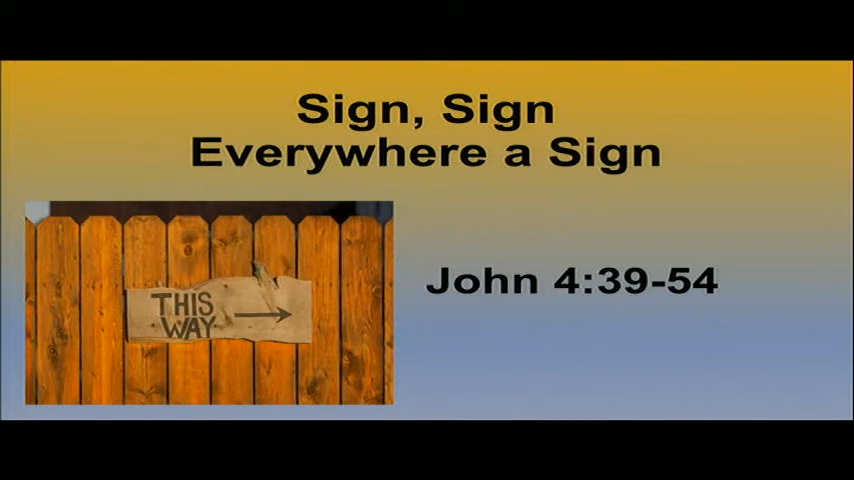 Sign, Sign
Everywhere a Sign
THIS
WAY
John 4:39-54